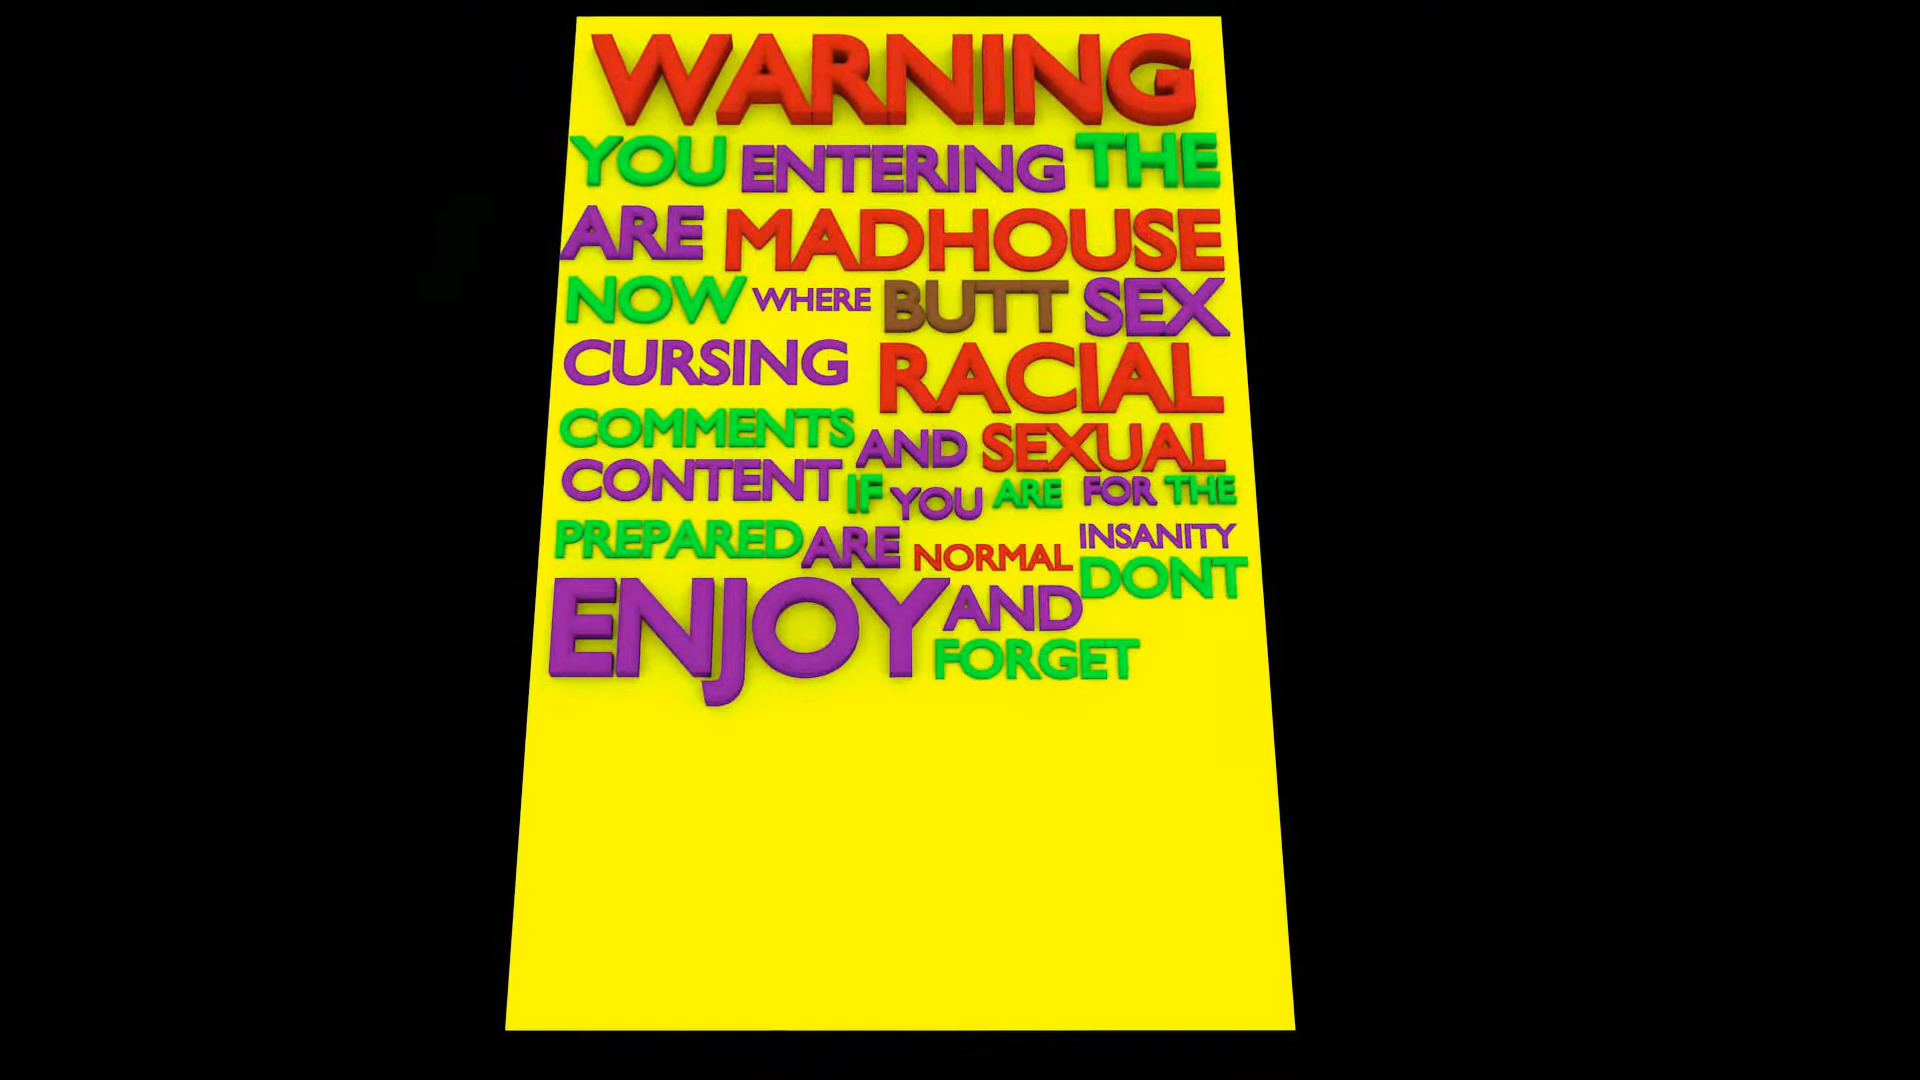 WARNING
YOU ENTERING THE
ARE MADHOUSE
NOW WHERE BUTT SEX
CURSING RACIAL
COMMENTS AND SEXUAL
CONTENT IF YOU ARE FOR THE
PREPARED ARE NORMAL INSANITY
ENJOY AND DONT
FORGET